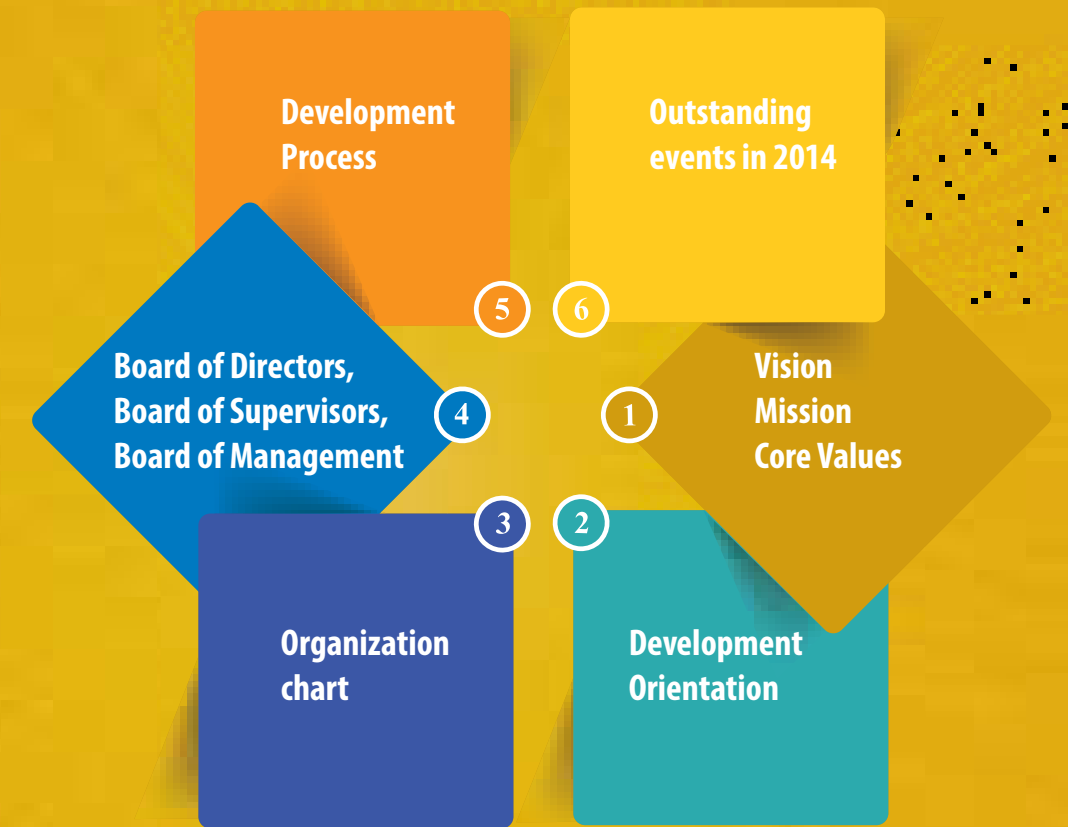 Development
Process
5
Outstanding
events in 2014
6
Board of Directors,
Board of Supervisors,
Board of Management
4
1
Vision
Mission
Core Values
3
Organization
chart
2
Development
Orientation